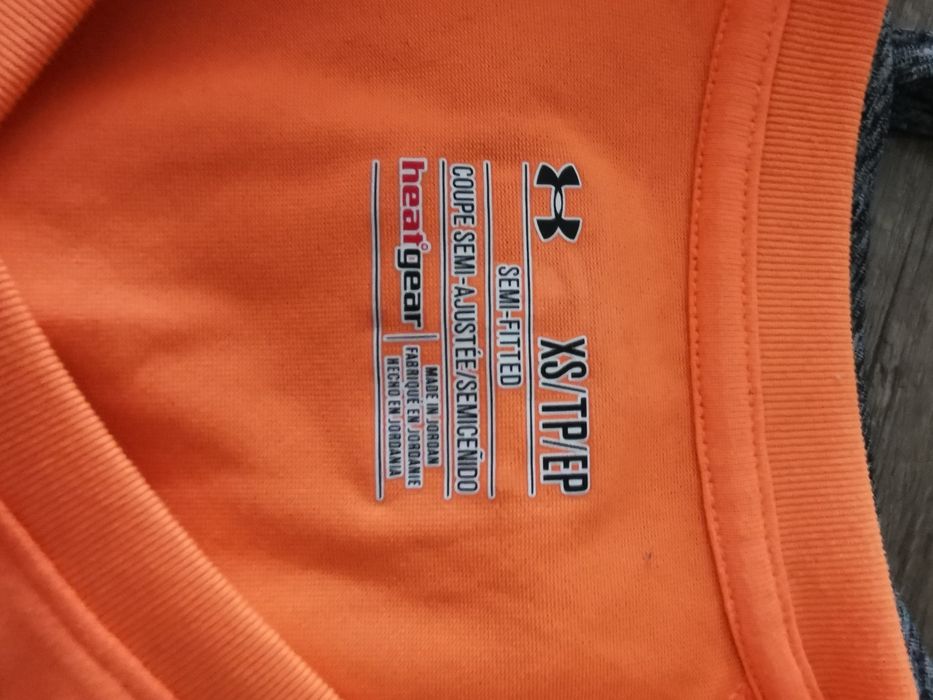 XS/TP/EP
SEMI-FITTED
COUPE SEMI-AJUSTÉE/SEMICEÑIDO
heatgear
MADE IN JORDAN
FABRIQUÉ EN JORDANIE
HECHO EN JORDANIA